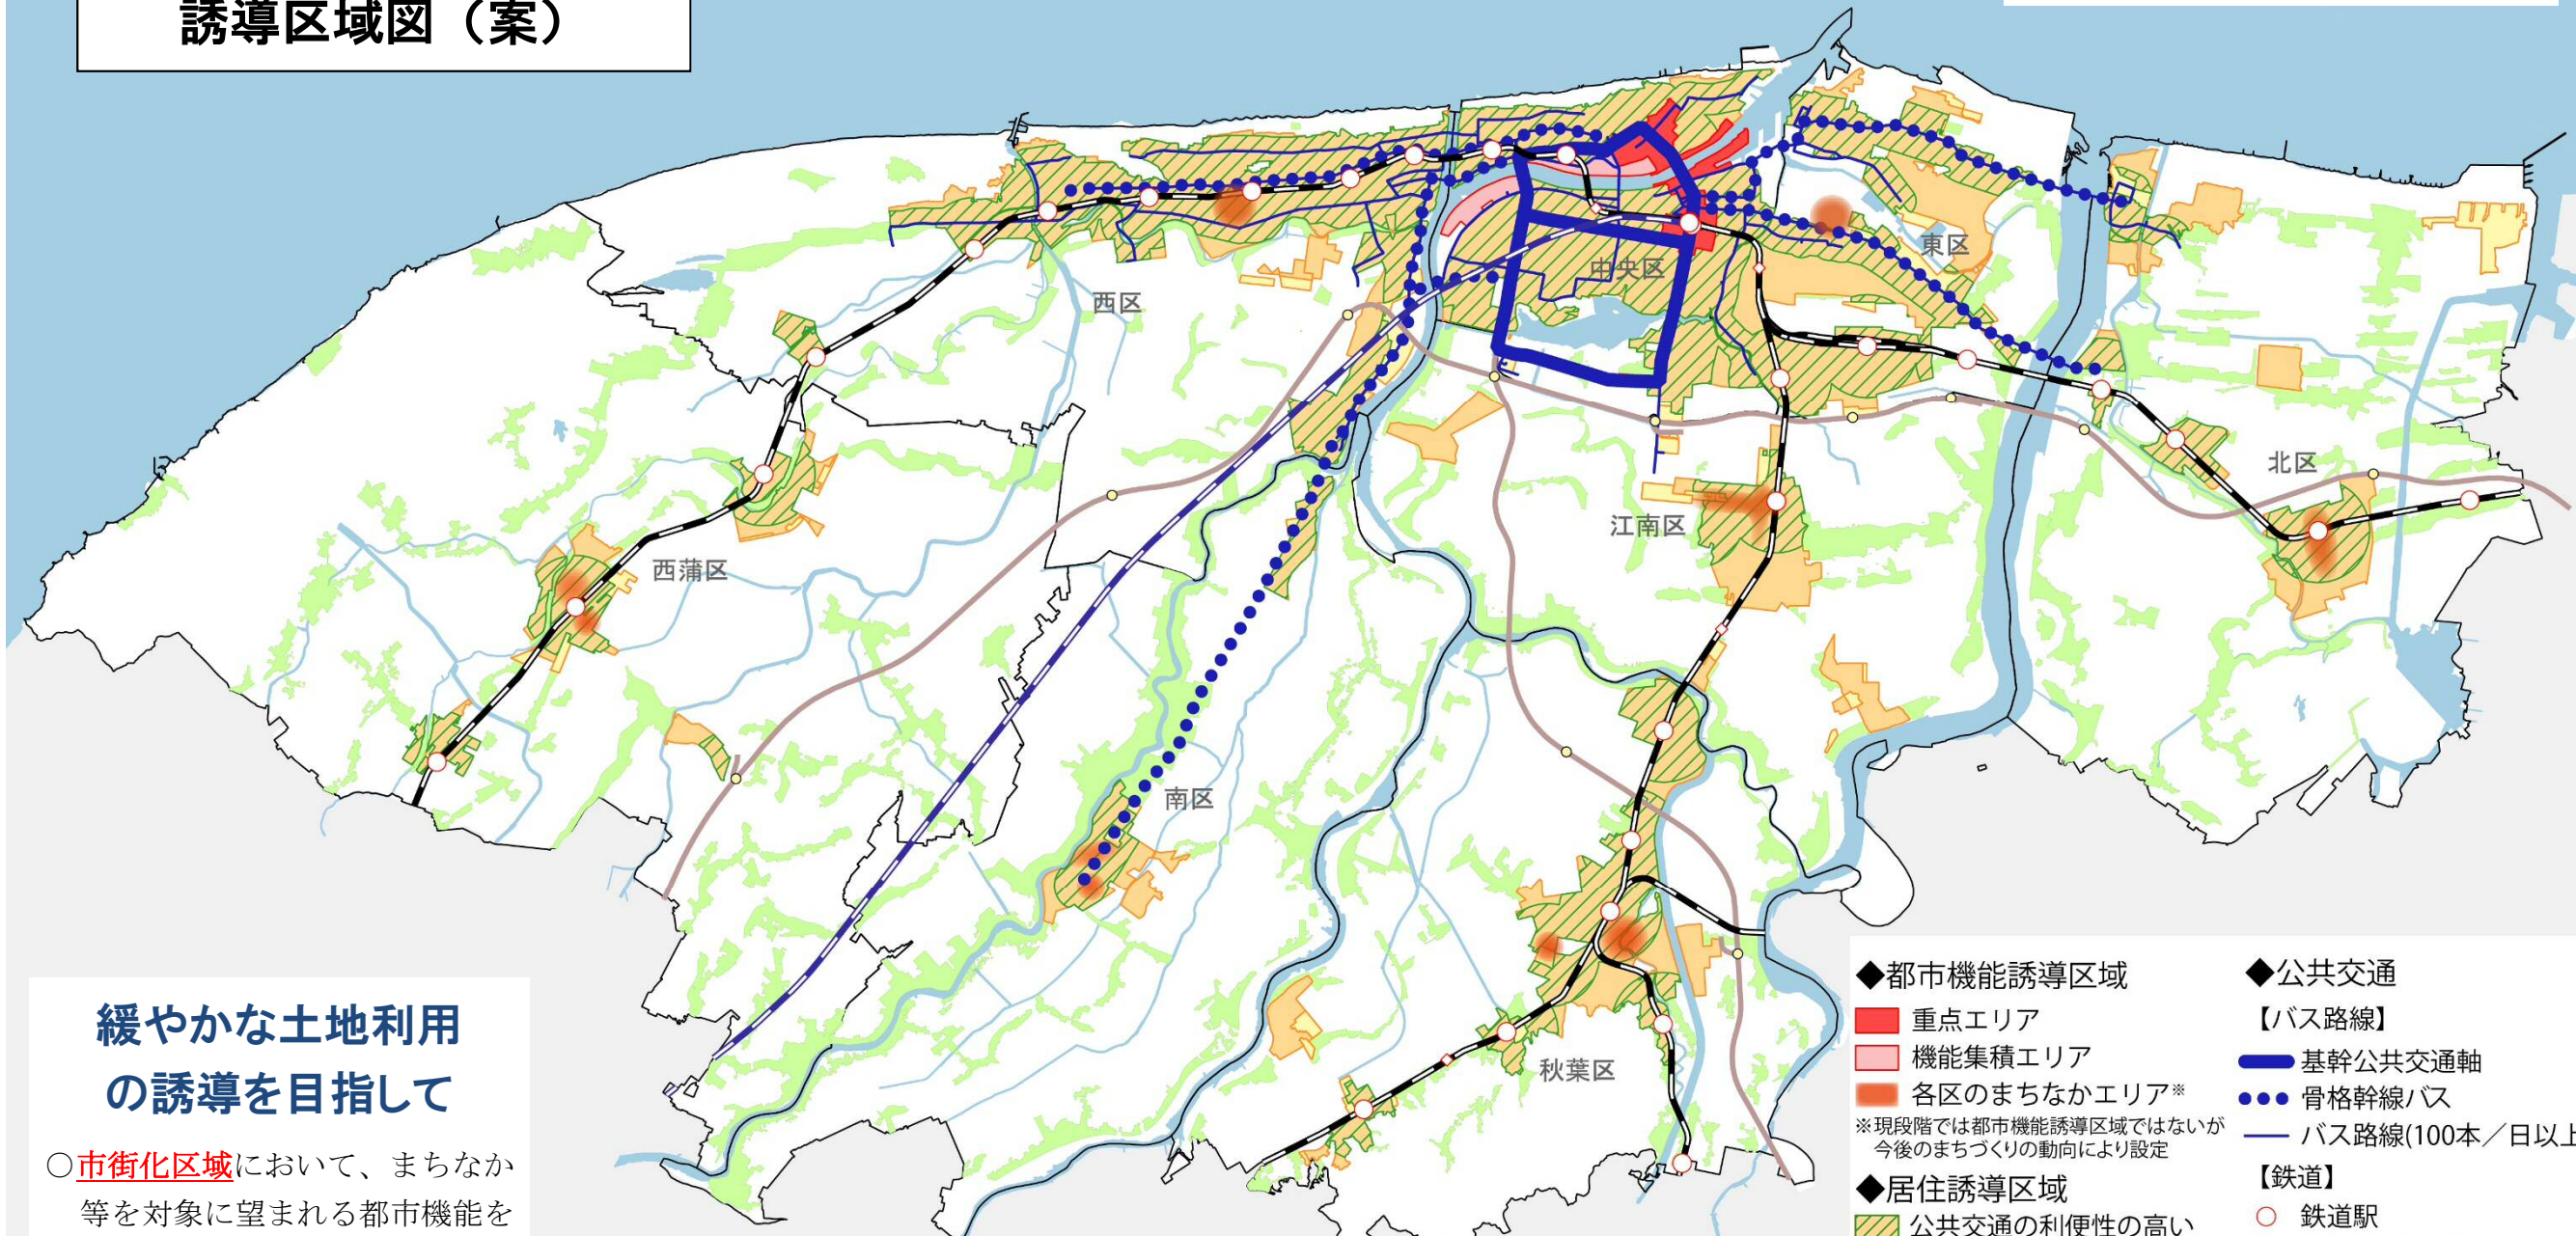 誘導区域図（案）
東区
中央区
西区
北区
江南区
西蒲区
南区
秋葉区
緩やかな土地利用
の誘導を目指して
○市街化区域において、まちなか
等を対象に望まれる都市機能を
◆都市機能誘導区域
重点エリア
機能集積エリア
各区のまちなかエリア※
※現段階では都市機能誘導区域ではないが
今後のまちづくりの動向により設定
◆居住誘導区域
公共交通の利便性の高い
◆公共交通
【バス路線】
基幹公共交通軸
骨格幹線バス
バス路線(100本／日以上
【鉄道】
鉄道駅